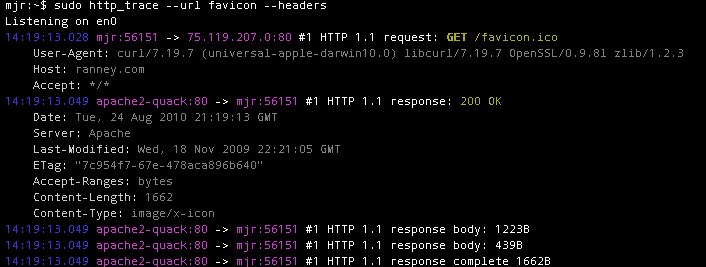 mjr:~$ sudo http_trace --url favicon --headers
Listening on en0
14:19:13.028 mjr:56151 -> 75.119.207.0:80 #1 HTTP 1.1 request: GET /favicon.ico
User-Agent: curl/7.19.7 (universal-apple-darwin10.0) libcurl/7.19.7 OpenSSL/0.9.8l zlib/1.2.3
Host: ranney.com
Accept: */*
14:19:13.049 apache2-quack:80 -> mjr:56151 #1 HTTP 1.1 response: 200 OK
Date: Tue, 24 Aug 2010 21:19:13 GMT
Server: Apache
Last-Modified: Wed, 18 Nov 2009 22:21:05 GMT
ETag: "7c954f7-67e-478aca896b640"
Accept-Ranges: bytes
Content-Length: 1662
Content-Type: image/x-icon
14:19:13.049 apache2-quack:80 -> mjr:56151 #1 HTTP 1.1 response body: 1223B
14:19:13.049 apache2-quack:80 -> mjr:56151 #1 HTTP 1.1 response body: 439B
14:19:13.049 apache2-quack:80 -> mjr:56151 #1 HTTP 1.1 response complete 1662B